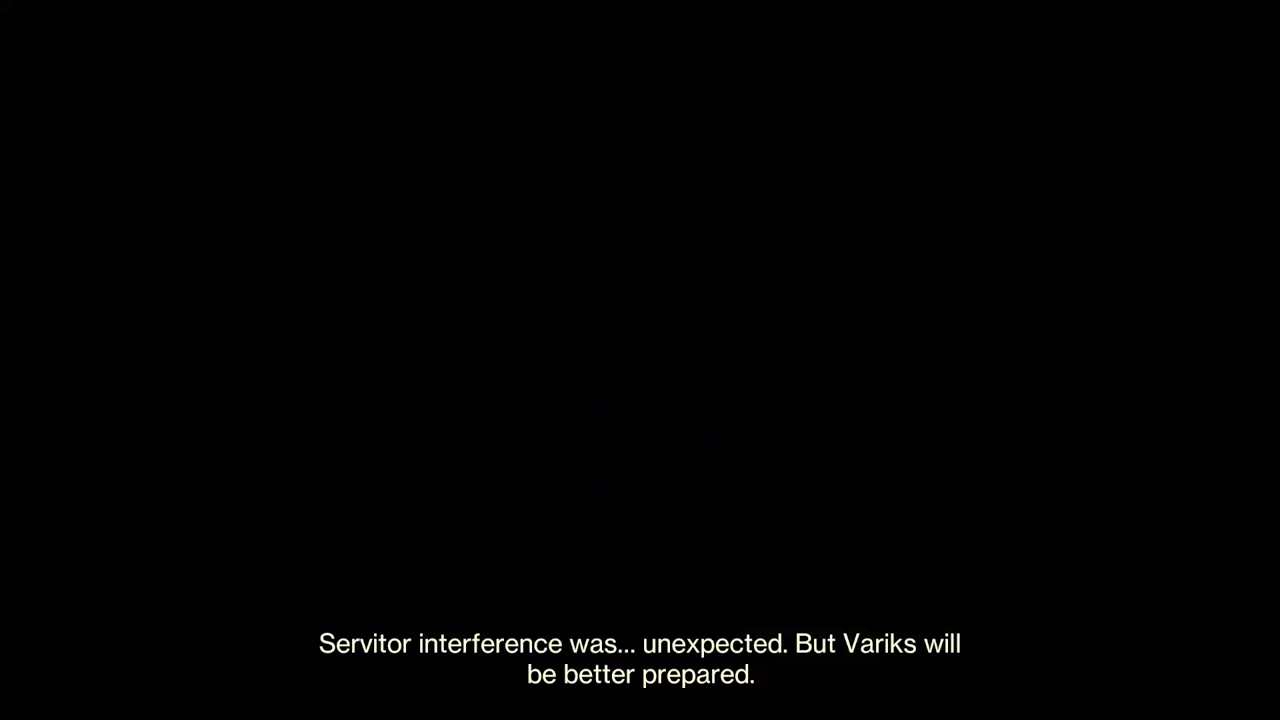 Servitor interference was... unexpected. But Variks will
be better prepared.